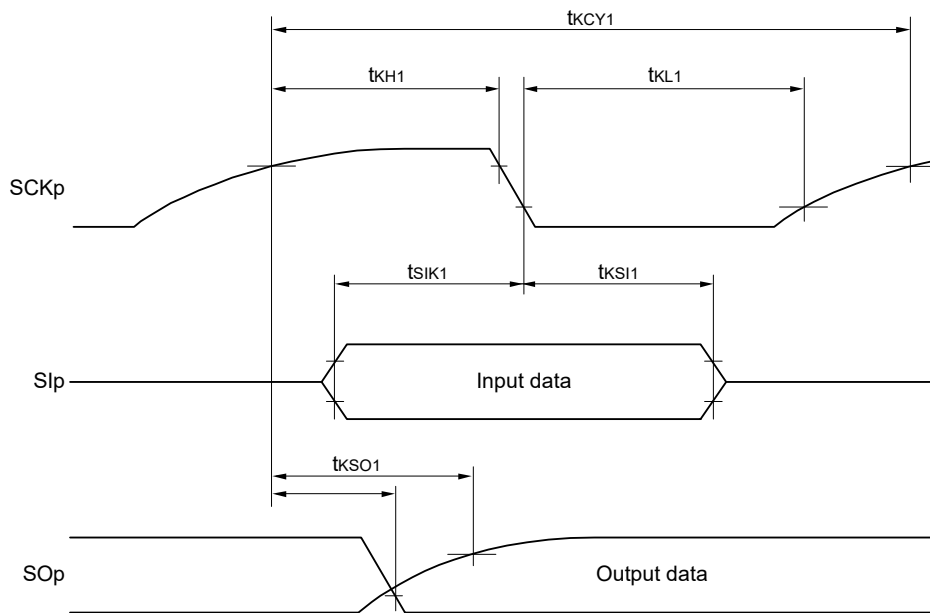 tKCY1
tKH1
tKL1
SCKp
tSIK1
tKSI1
SIp
Input data
tKSO1
SOp
Output data